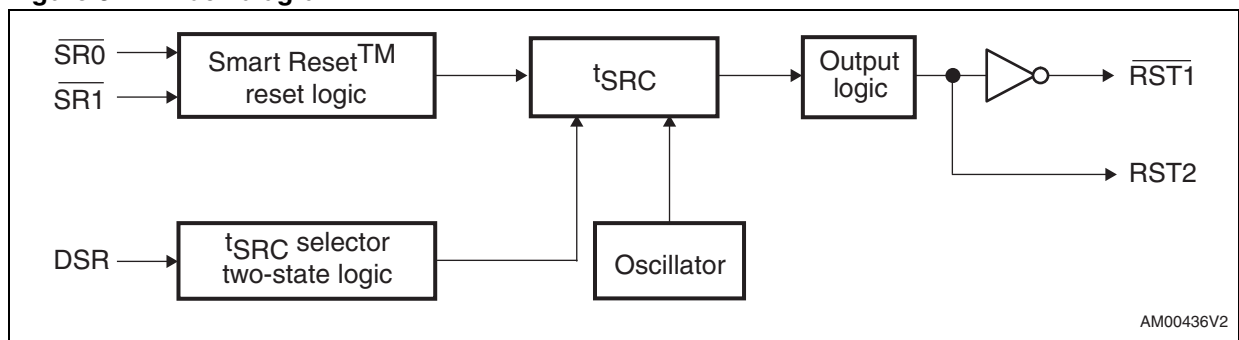 SR0
SR1
Smart Reset™
reset logic
tSRC
Output
logic
RST1
RST2
DSR
tSRC selector
two-state logic
Oscillator
AM00436V2